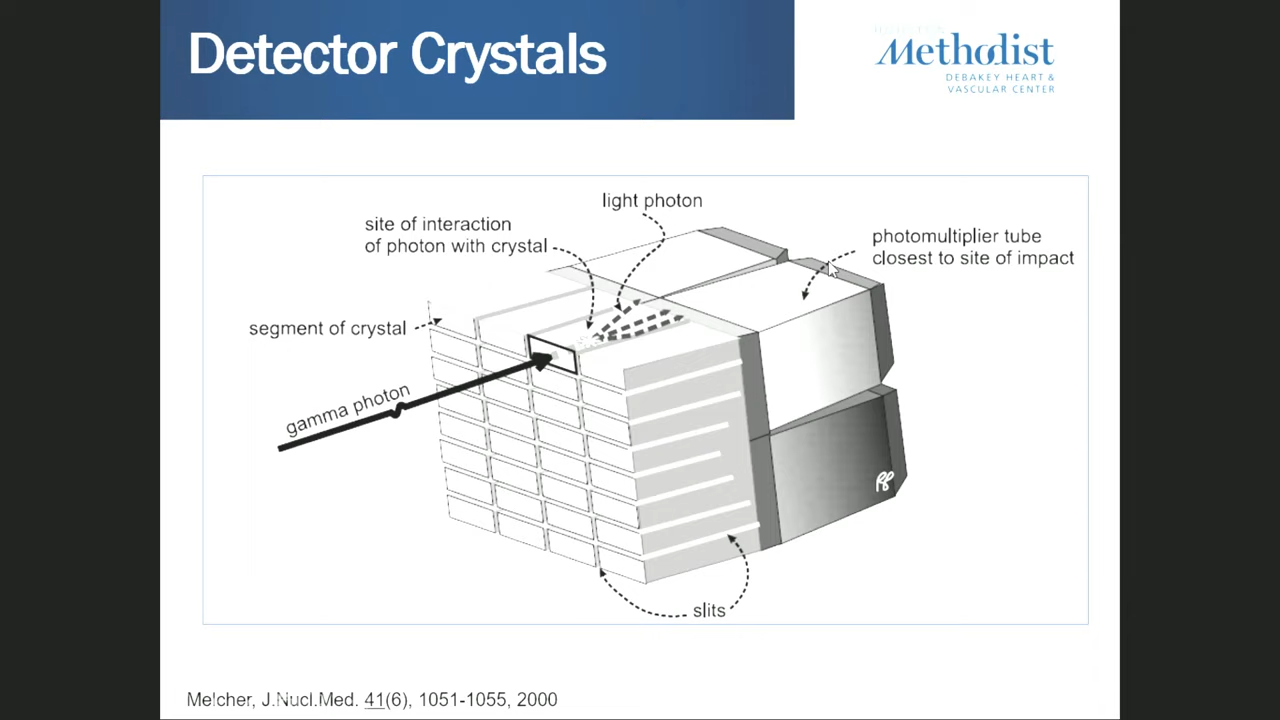 Detector Crystals
HOUSTON
Methodist
DEBAKEY HEART &
VASCULAR CENTER
light photon
site of interaction
of photon with crystal
photomultiplier tube
closest to site of impact
segment of crystal
gamma photon
slits
Melcher, J.Nucl.Med. 41(6), 1051-1055, 2000